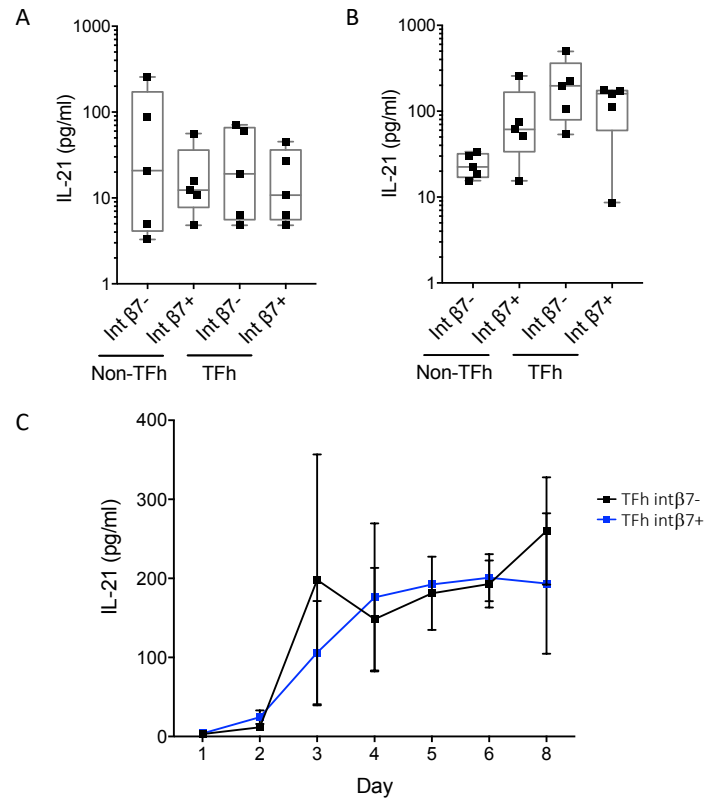 A
IL-21 (pg/ml)
1000
100
10
1
Int β7-
Int β7+
Int β7-
Int β7+
Non-TFh
TFh
B
IL-21 (pg/ml)
1000
100
10
1
Int β7-
Int β7+
Int β7-
Int β7+
Non-TFh
TFh
C
IL-21 (pg/ml)
400
300
200
100
0
1 2 3 4 5 6 8
Day
TFh intβ7-
TFh intβ7+